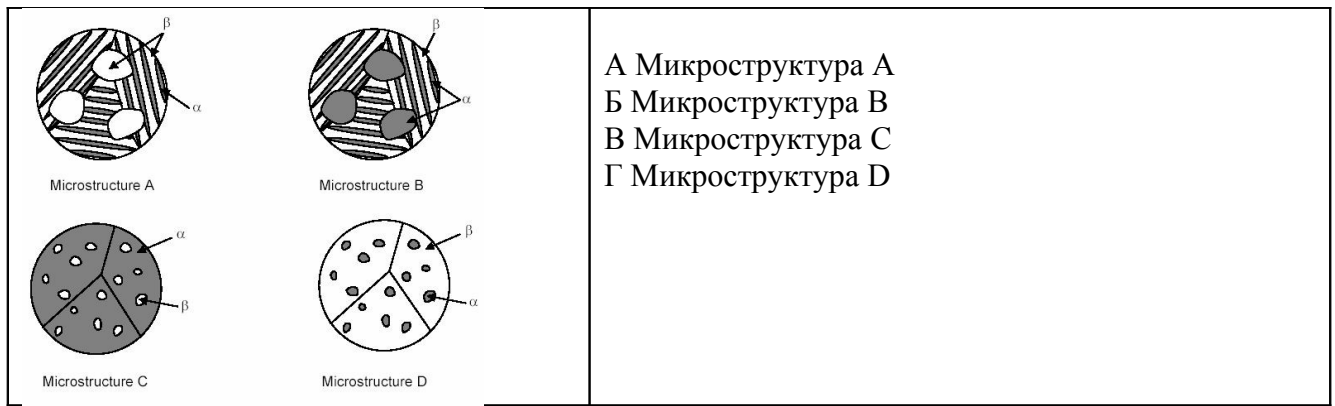 β
β
α
α
Microstructure A
Microstructure B
α
β
β
α
Microstructure C
Microstructure D
А Микроструктура А
Б Микроструктура В
В Микроструктура С
Г Микроструктура D